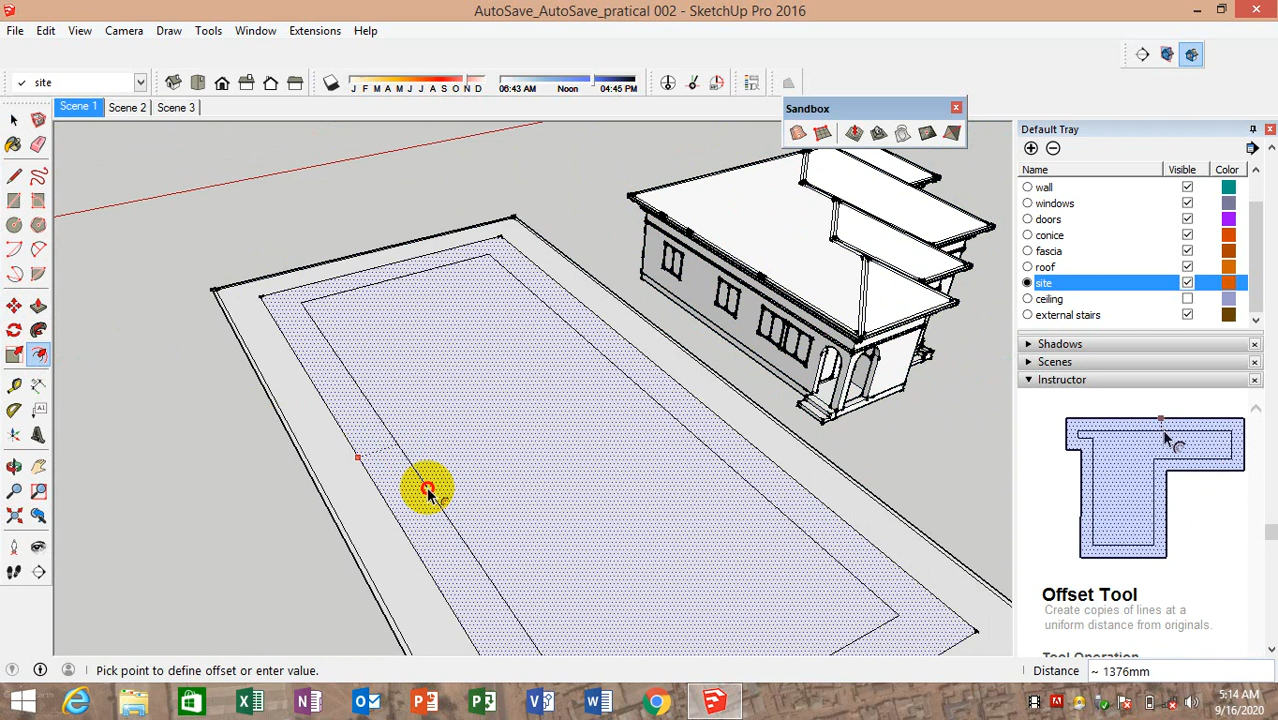 AutoSave_AutoSave_pratical 002 - SketchUp Pro 2016
File Edit View Camera Draw Tools Window Extensions Help
site
J F M A M J J A S O N D
06:43 AM Noon 04:45 PM
Scene 1 Scene 2 Scene 3
Sandbox
Default Tray
Name Visible Color
wall
windows
doors
conice
fascia
roof
site
ceiling
external stairs
Shadows
Scenes
Instructor
Offset Tool
Create copies of lines at a
uniform distance from originals.
Tool Operation
Pick point to define offset or enter value.
Distance ~ 1376mm
5:14 AM
9/16/2020